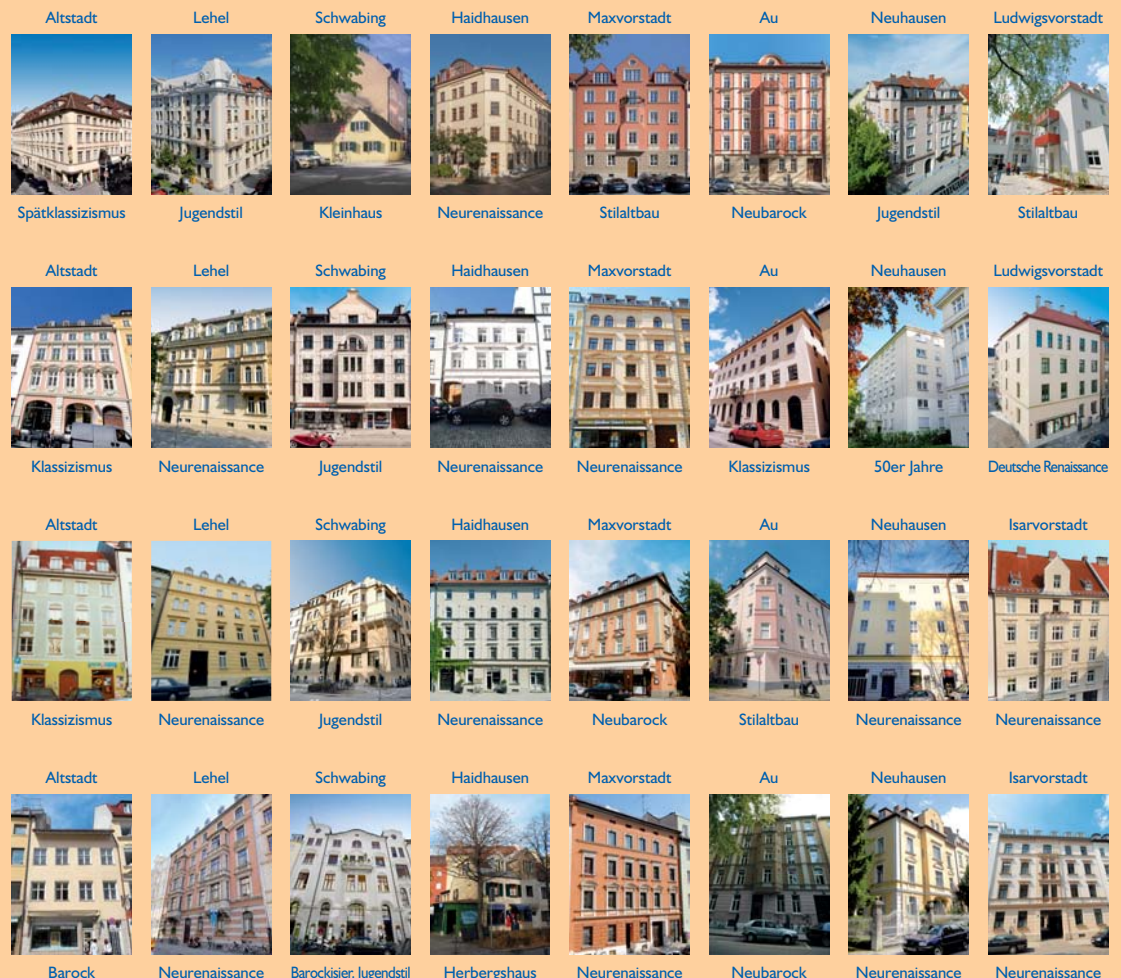 Altstadt Lehel Schwabing Haidhausen Maxvorstadt Au Neuhausen Ludwigsvorstadt
Spätklassizismus Jugendstil Kleinhaus Neurenaissance Stilaltbau Neubarock Jugendstil Stilaltbau
Altstadt Lehel Schwabing Haidhausen Maxvorstadt Au Neuhausen Ludwigsvorstadt
Klassizismus Neurenaissance Jugendstil Neurenaissance Neurenaissance Klassizismus 50er Jahre Deutsche Renaissance
Altstadt Lehel Schwabing Haidhausen Maxvorstadt Au Neuhausen Isarvorstadt
Klassizismus Neurenaissance Jugendstil Neurenaissance Neubarock Stilaltbau Neurenaissance Neurenaissance
Altstadt Lehel Schwabing Haidhausen Maxvorstadt Au Neuhausen Isarvorstadt
Barock Neurenaissance Barockisier. Jugendstil Herbergshaus Neurenaissance Neubarock Neurenaissance Neurenaissance